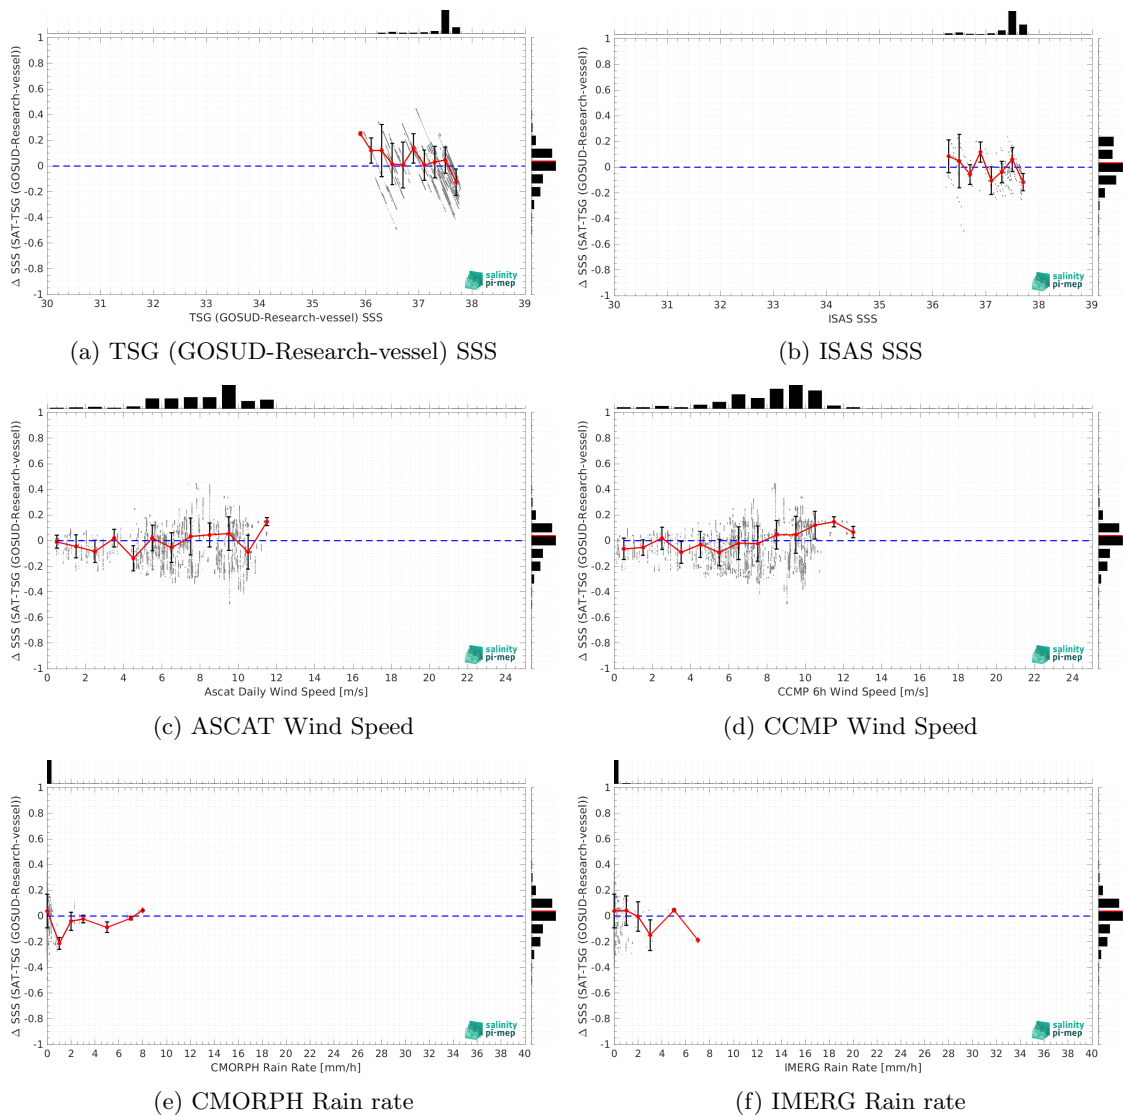 1
0.8
0.6
0.4
0.2
0
-0.2
-0.4
-0.6
-0.8
-1
Δ SSS (SAT-TSG (GOSUD-Research-vessel))
30 31 32 33 34 35 36 37 38 39
TSG (GOSUD-Research-vessel) SSS
salinity
pi-mep
(a) TSG (GOSUD-Research-vessel) SSS
1
0.8
0.6
0.4
0.2
0
-0.2
-0.4
-0.6
-0.8
-1
Δ SSS (SAT-TSG (GOSUD-Research-vessel))
30 31 32 33 34 35 36 37 38 39
ISAS SSS
salinity
pi-mep
(b) ISAS SSS
1
0.8
0.6
0.4
0.2
0
-0.2
-0.4
-0.6
-0.8
-1
Δ SSS (SAT-TSG (GOSUD-Research-vessel))
0 2 4 6 8 10 12 14 16 18 20 22 24
Ascat Daily Wind Speed [m/s]
salinity
pi-mep
(c) ASCAT Wind Speed
1
0.8
0.6
0.4
0.2
0
-0.2
-0.4
-0.6
-0.8
-1
Δ SSS (SAT-TSG (GOSUD-Research-vessel))
0 2 4 6 8 10 12 14 16 18 20 22 24
CCMP 6h Wind Speed [m/s]
salinity
pi-mep
(d) CCMP Wind Speed
1
0.8
0.6
0.4
0.2
0
-0.2
-0.4
-0.6
-0.8
-1
Δ SSS (SAT-TSG (GOSUD-Research-vessel))
0 2 4 6 8 10 12 14 16 18 20 22 24 26 28 30 32 34 36 38 40
CMORPH Rain Rate [mm/h]
salinity
pi-mep
(e) CMORPH Rain rate
1
0.8
0.6
0.4
0.2
0
-0.2
-0.4
-0.6
-0.8
-1
Δ SSS (SAT-TSG (GOSUD-Research-vessel))
0 2 4 6 8 10 12 14 16 18 20 22 24 26 28 30 32 34 36 38 40
IMERG Rain Rate [mm/h]
salinity
pi-mep
(f) IMERG Rain rate